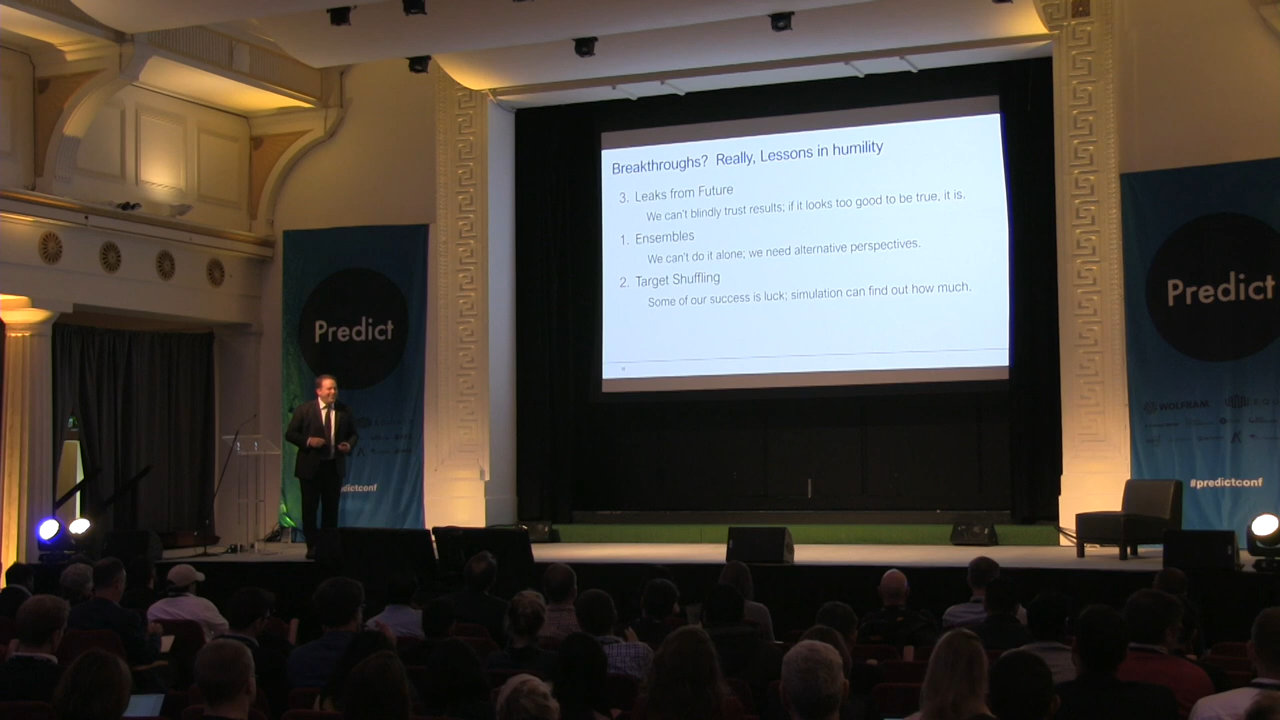 Breakthroughs? Really, Lessons in humility
3. Leaks from Future
We can't blindly trust results; if it looks too good to be true, it is.
1. Ensembles
We can't do it alone; we need alternative perspectives.
2. Target Shuffling
Some of our success is luck; simulation can find out how much.
Predict
edictconf
Predict
WOLFRAM
#predictconf